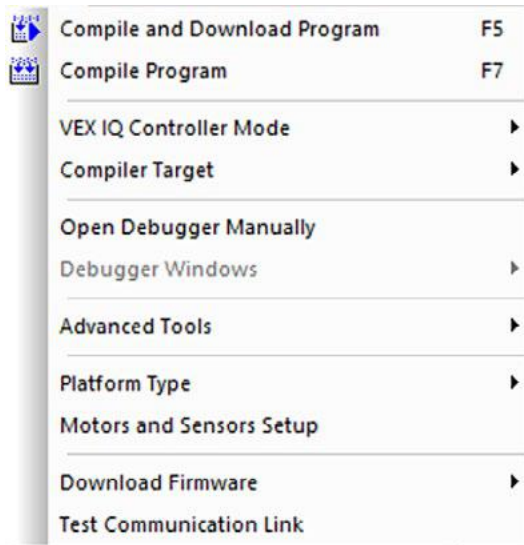 Compile and Download Program F5
Compile Program F7
VEX IQ Controller Mode
Compiler Target
Open Debugger Manually
Debugger Windows
Advanced Tools
Platform Type
Motors and Sensors Setup
Download Firmware
Test Communication Link